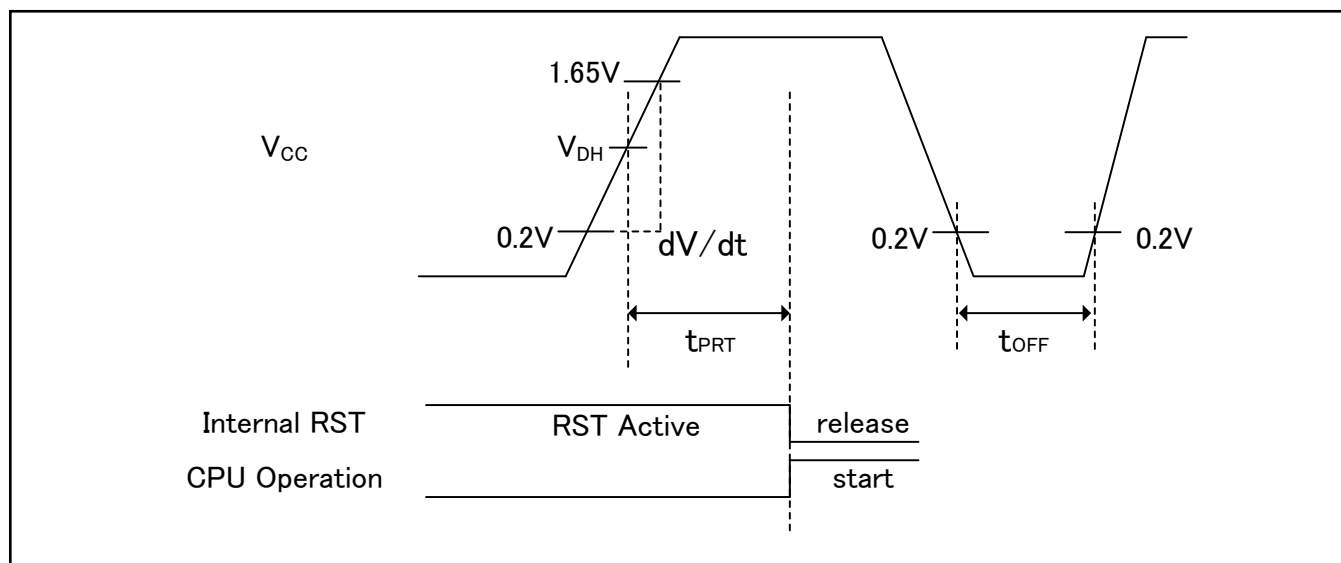 1.65V
VCC
VDH
0.2V
dV/dt
0.2V
0.2V
tPRT
tOFF
Internal RST
RST Active
release
CPU Operation
start